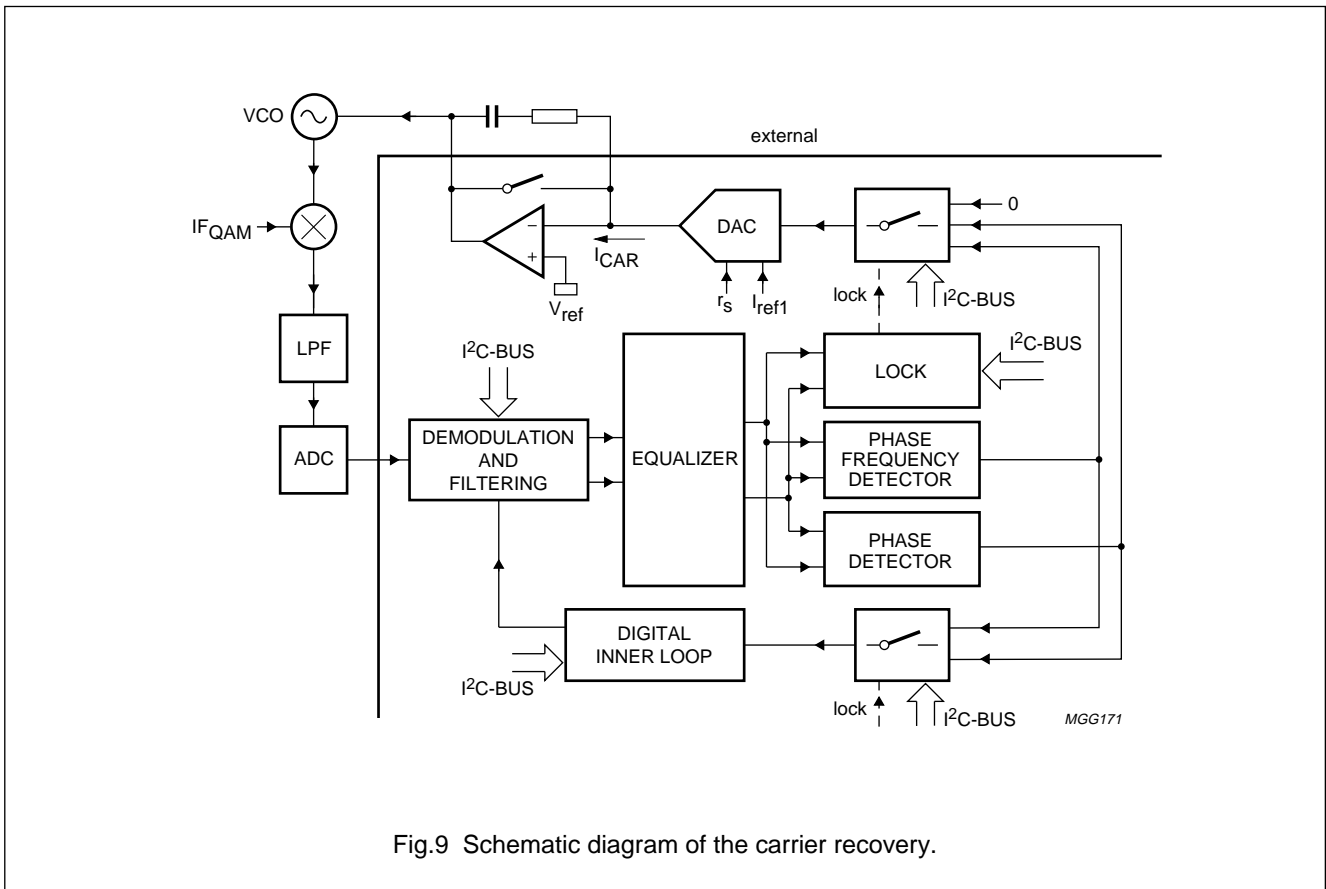 VCO
external
IF_QAM
DAC
0
I_CAR
V_ref
r_s
I_ref1
lock
I²C-BUS
LPF
I²C-BUS
LOCK
I²C-BUS
ADC
DEMODULATION
AND
FILTERING
EQUALIZER
PHASE
FREQUENCY
DETECTOR
PHASE
DETECTOR
DIGITAL
INNER LOOP
I²C-BUS
lock
I²C-BUS
MGG171
Fig.9 Schematic diagram of the carrier recovery.